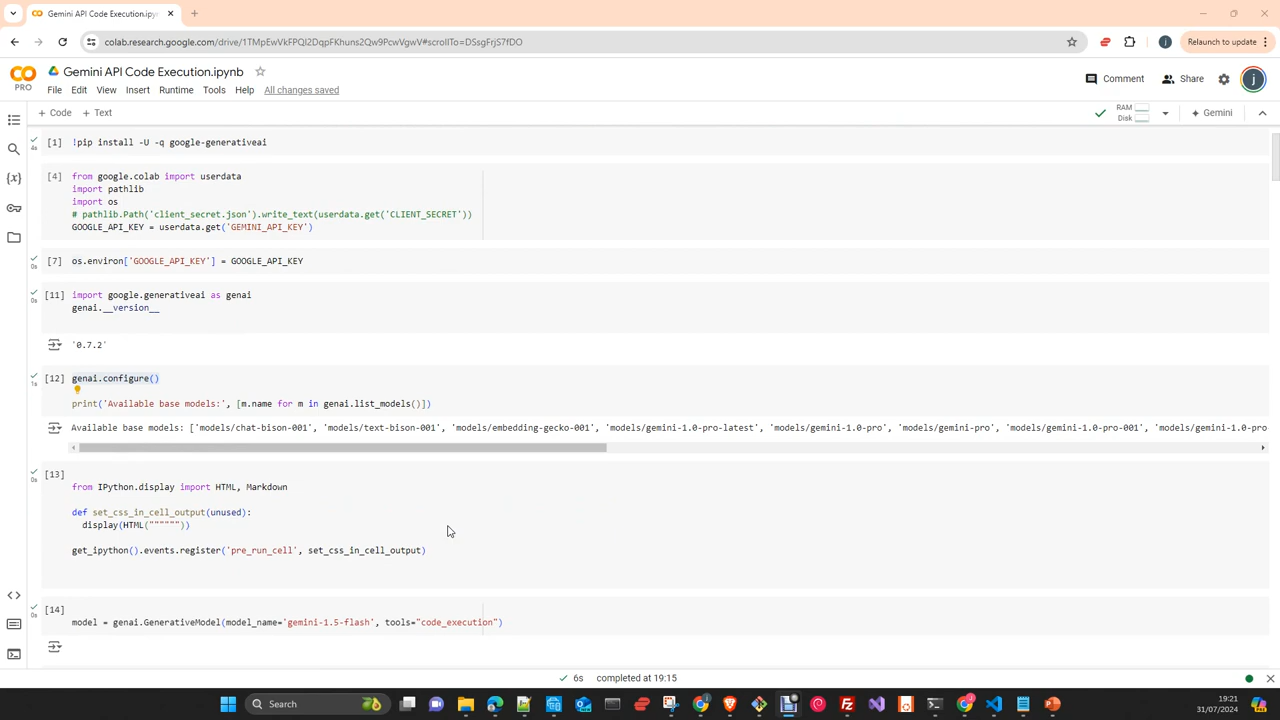 Gemini API Code Execution.ipynb
colab.research.google.com/drive/1TMpEwVkFPQI2DqpFKhuns2Qw9PcwVgwV#scrollTo=DSsgFrjS7fDO
j
Relaunch to update
CO
PRO
Gemini API Code Execution.ipynb
Comment
Share
j
File Edit View Insert Runtime Tools Help All changes saved
+ Code + Text
RAM
Disk
Gemini
4s
[1] !pip install -U -q google-generativeai
[4] from google.colab import userdata
import pathlib
import os
# pathlib.Path('client_secret.json').write_text(userdata.get('CLIENT_SECRET'))
GOOGLE_API_KEY = userdata.get('GEMINI_API_KEY')
0s
[7] os.environ['GOOGLE_API_KEY'] = GOOGLE_API_KEY
0s
[11] import google.generativeai as genai
genai.__version__
'0.7.2'
1s
[12] genai.configure()
print('Available base models:', [m.name for m in genai.list_models()])
Available base models: ['models/chat-bison-001', 'models/text-bison-001', 'models/embedding-gecko-001', 'models/gemini-1.0-pro-latest', 'models/gemini-1.0-pro', 'models/gemini-pro', 'models/gemini-1.0-pro-001', 'models/gemini-1.0-pro
0s
[13]
from IPython.display import HTML, Markdown
def set_css_in_cell_output(unused):
display(HTML(""""""))
get_ipython().events.register('pre_run_cell', set_css_in_cell_output)
0s
[14]
model = genai.GenerativeModel(model_name='gemini-1.5-flash', tools="code_execution")
6s completed at 19:15
Search
19:21
31/07/2024